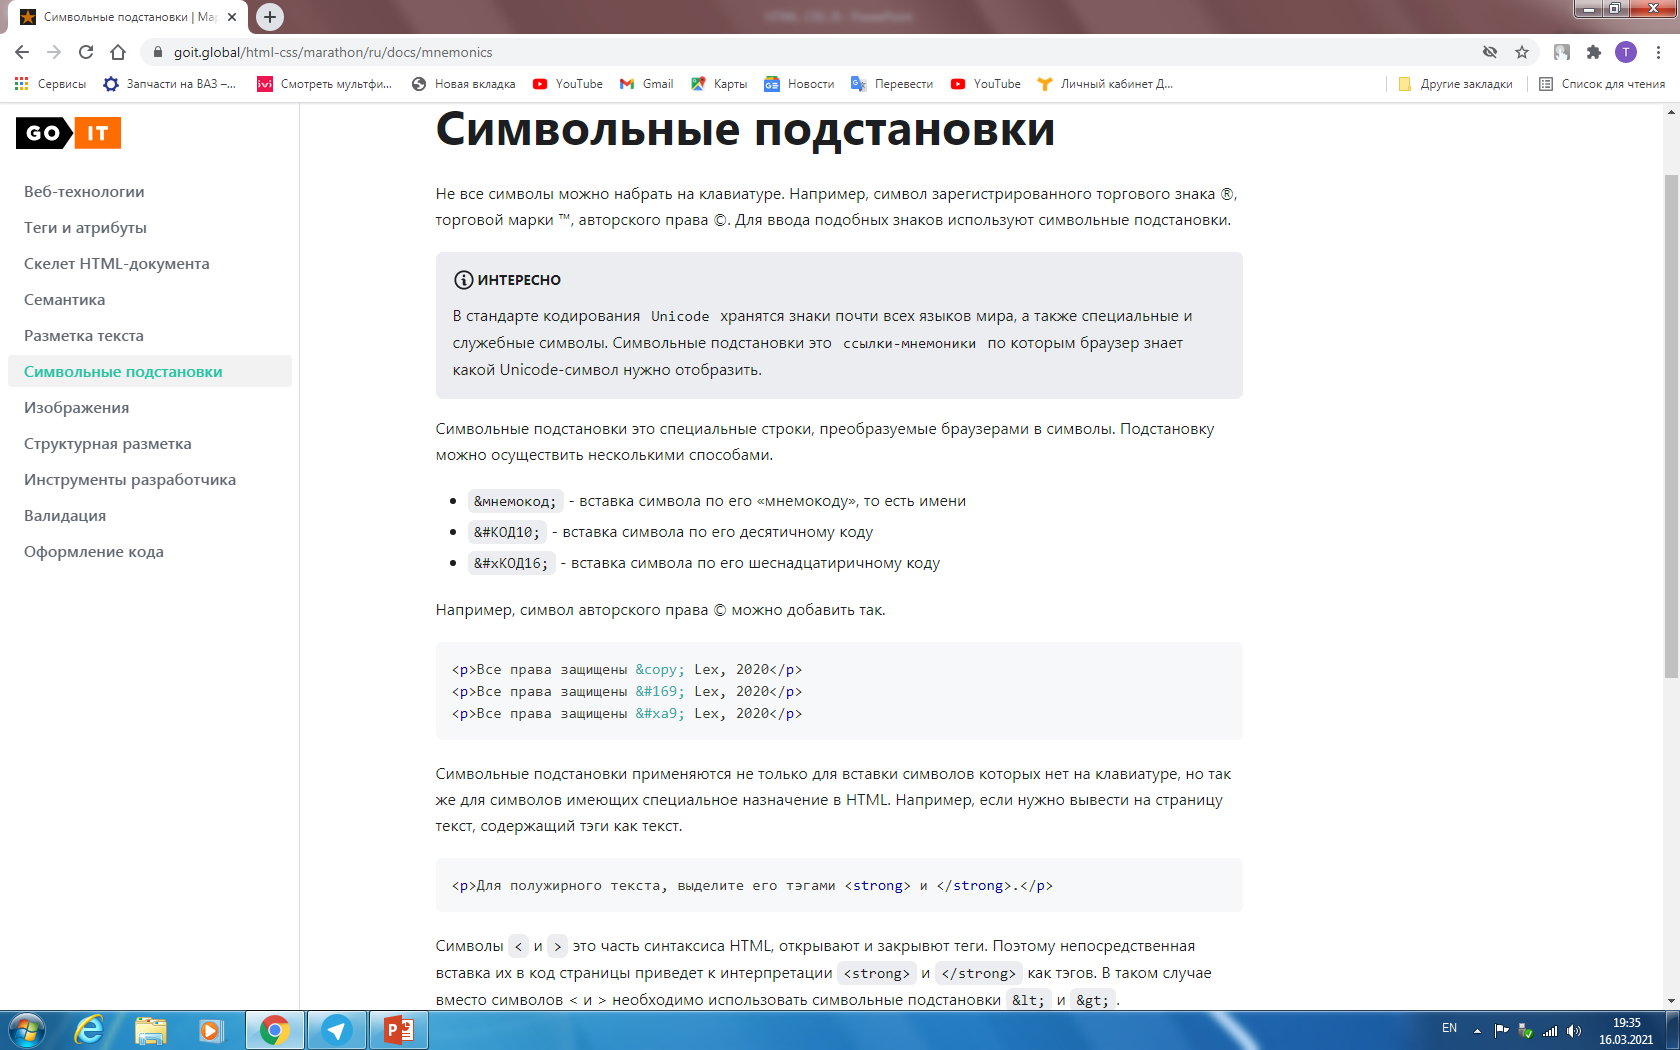 Символьные подстановки | Мар
goit.global/html-css/marathon/ru/docs/mnemonics
T
Сервисы
Запчасти на ВАЗ –...
Смотреть мультфи...
Новая вкладка
YouTube
Gmail
Карты
Новости
Перевести
YouTube
Личный кабинет Д...
Другие закладки
Список для чтения
GO IT
Веб-технологии
Теги и атрибуты
Скелет HTML-документа
Семантика
Разметка текста
Символьные подстановки
Изображения
Структурная разметка
Инструменты разработчика
Валидация
Оформление кода
Символьные подстановки
Не все символы можно набрать на клавиатуре. Например, символ зарегистрированного торгового знака ®,
торговой марки ™, авторского права ©. Для ввода подобных знаков используют символьные подстановки.
ИНТЕРЕСНО
В стандарте кодирования Unicode хранятся знаки почти всех языков мира, а также специальные и
служебные символы. Символьные подстановки это ссылки-мнемоники по которым браузер знает
какой Unicode-символ нужно отобразить.
Символьные подстановки это специальные строки, преобразуемые браузерами в символы. Подстановку
можно осуществить несколькими способами.
&мнемокод; - вставка символа по его «мнемокоду», то есть имени
&#КОД10; - вставка символа по его десятичному коду
&#xКОД16; - вставка символа по его шеснадцатиричному коду
Например, символ авторского права © можно добавить так.
<p>Все права защищены &copy; Lex, 2020</p>
<p>Все права защищены &#169; Lex, 2020</p>
<p>Все права защищены &#xa9; Lex, 2020</p>
Символьные подстановки применяются не только для вставки символов которых нет на клавиатуре, но так
же для символов имеющих специальное назначение в HTML. Например, если нужно вывести на страницу
текст, содержащий тэги как текст.
<p>Для полужирного текста, выделите его тэгами <strong> и </strong>.</p>
Символы < и > это часть синтаксиса HTML, открывают и закрывют теги. Поэтому непосредственная
вставка их в код страницы приведет к интерпретации <strong> и </strong> как тэгов. В таком случае
вместо символов < и > необходимо использовать символьные подстановки &lt; и &gt; .
EN
19:35
16.03.2021